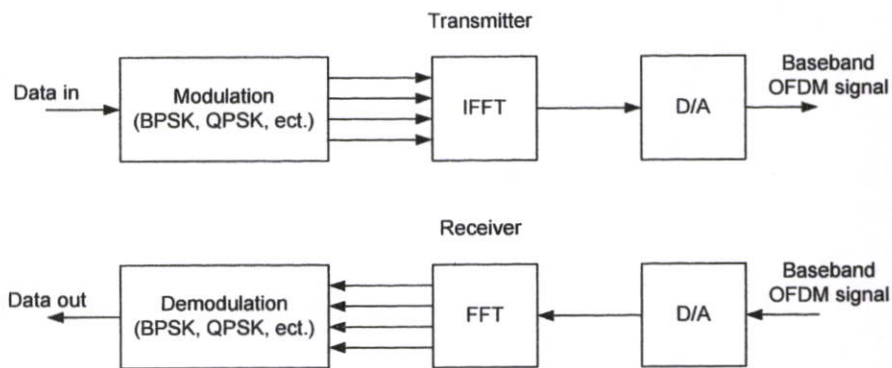 Transmitter
Data in
Modulation
(BPSK, QPSK, ect.)
IFFT
D/A
Baseband
OFDM signal
Receiver
Data out
Demodulation
(BPSK, QPSK, ect.)
FFT
D/A
Baseband
OFDM signal